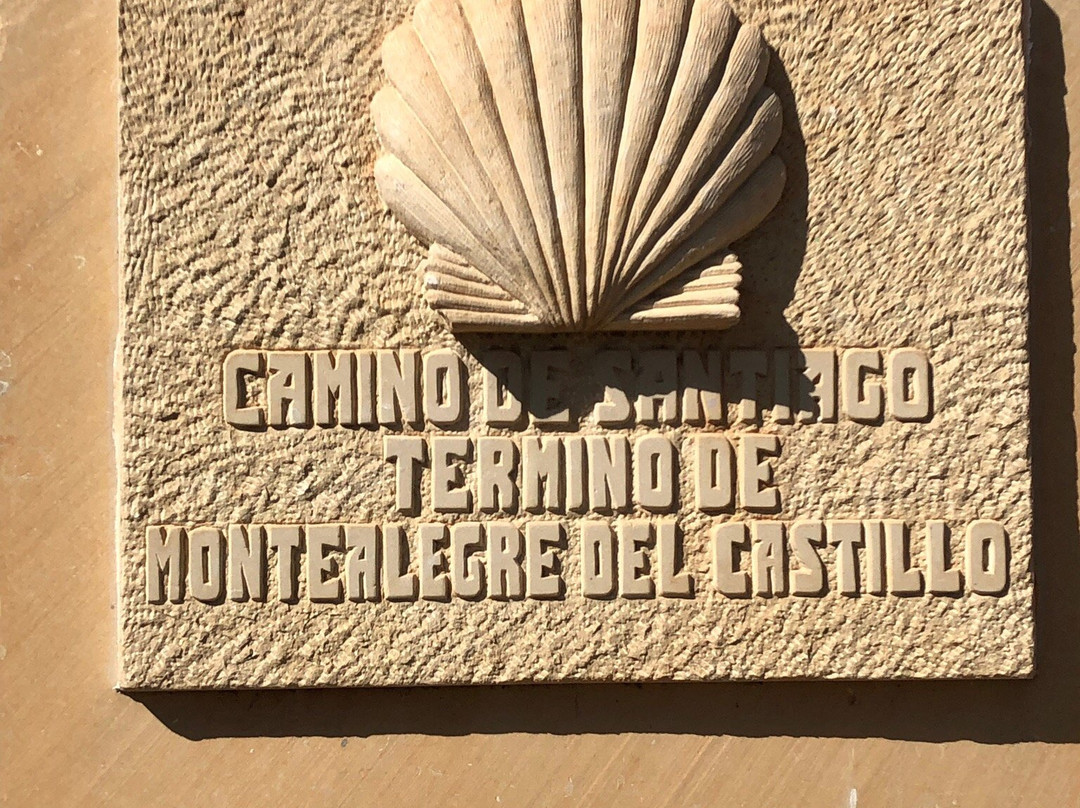 CAMINO DE SANTIAGO
TERMINO DE
MONTEALEGRE DEL CASTILLO